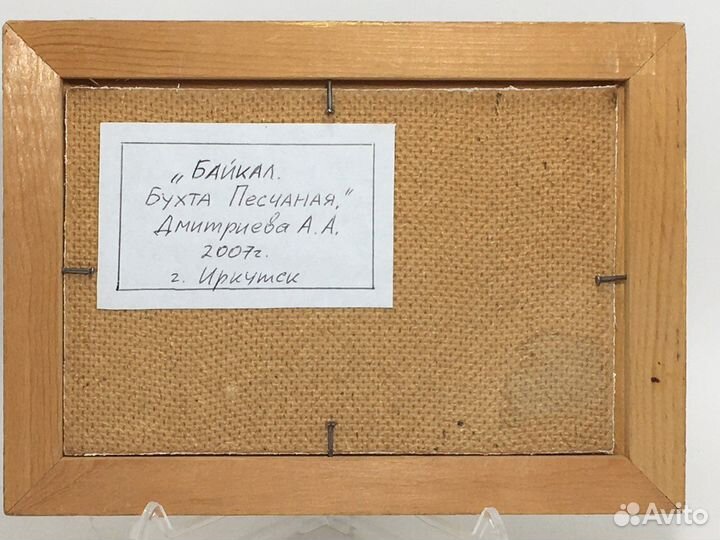 „БАЙКАЛ.
БУХТА ПЕСЧАНАЯ,"
Дмитриева А.А.
2007г.
г. Иркутск
Avito